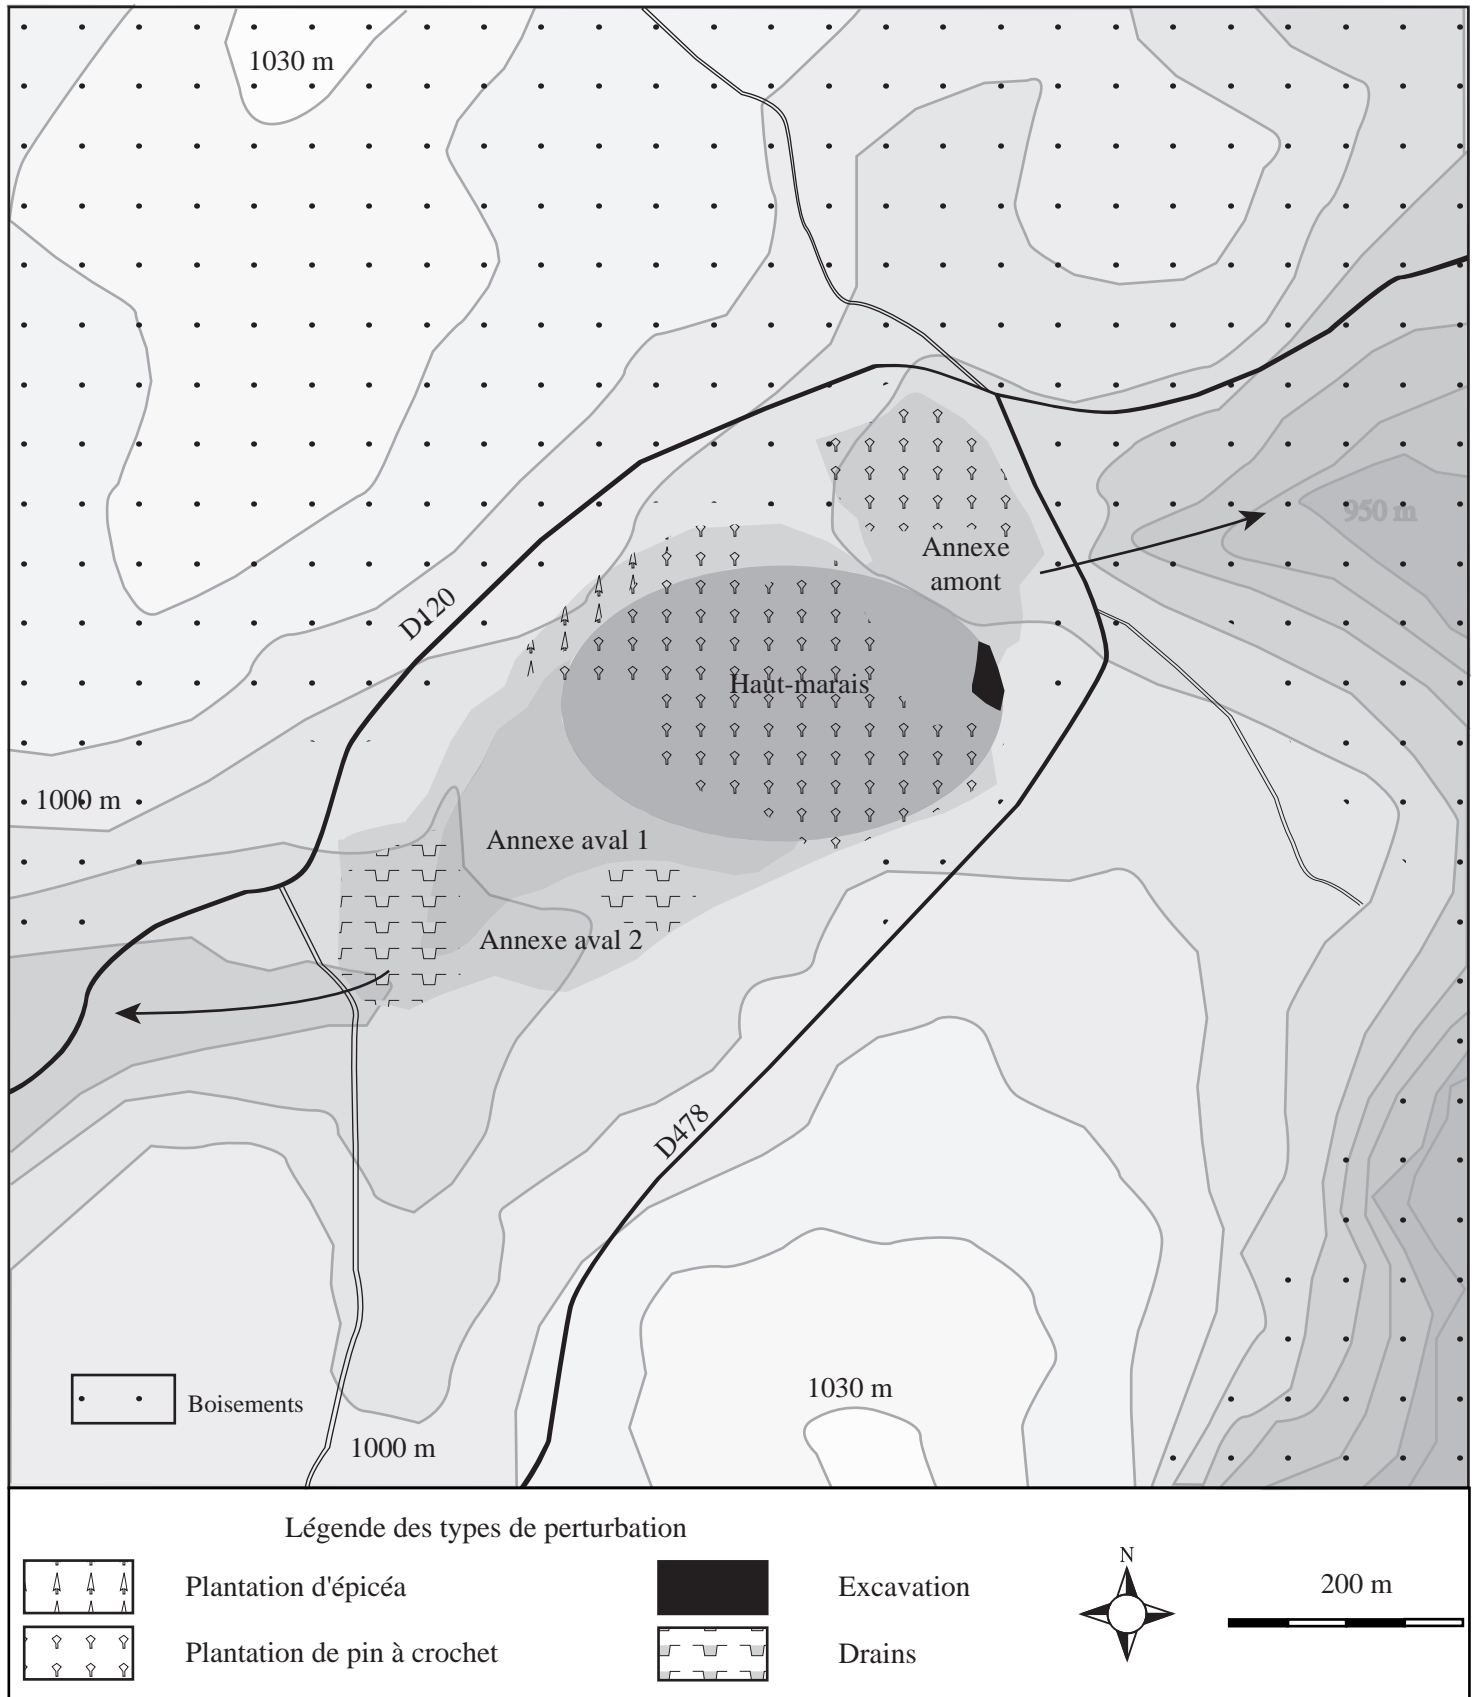 1030 m
950 m
Annexe
amont
D120
Haut-marais
1000 m
Annexe aval 1
Annexe aval 2
D478
1030 m
Boisements
1000 m
Légende des types de perturbation
Plantation d'épicéa
Excavation
N
200 m
Plantation de pin à crochet
Drains